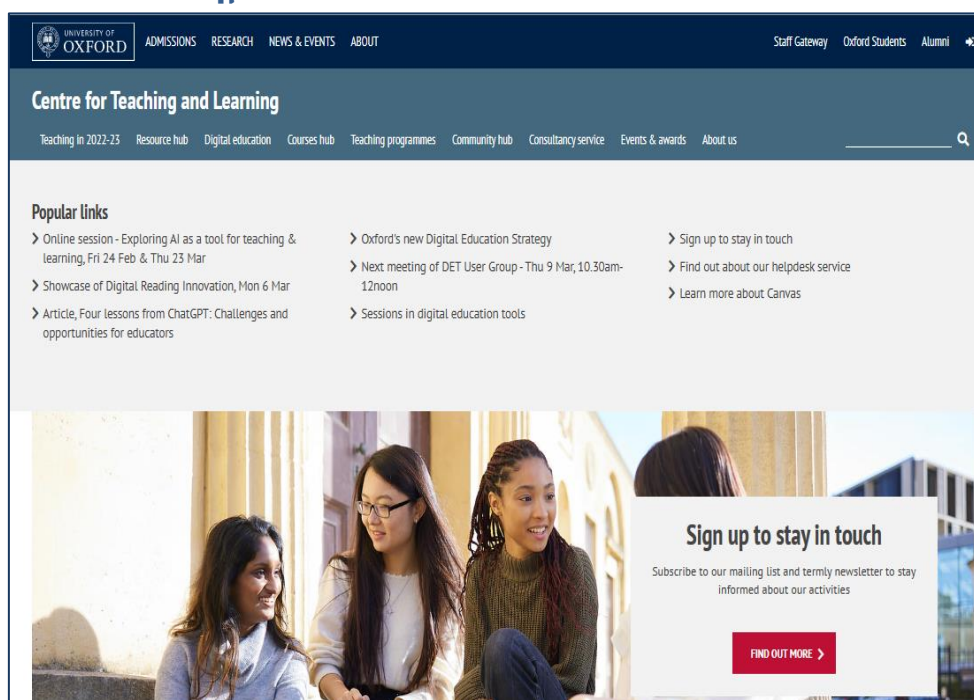 UNIVERSITY OF
OXFORD
ADMISSIONS RESEARCH NEWS & EVENTS ABOUT
Staff Gateway Oxford Students Alumni
Centre for Teaching and Learning
Teaching in 2022-23 Resource hub Digital education Courses hub Teaching programmes Community hub Consultancy service Events & awards About us
Popular links
Online session - Exploring AI as a tool for teaching &
learning, Fri 24 Feb & Thu 23 Mar
Showcase of Digital Reading Innovation, Mon 6 Mar
Article, Four lessons from ChatGPT: Challenges and
opportunities for educators
Oxford's new Digital Education Strategy
Next meeting of DET User Group - Thu 9 Mar, 10.30am-
12noon
Sessions in digital education tools
Sign up to stay in touch
Find out about our helpdesk service
Learn more about Canvas
Sign up to stay in touch
Subscribe to our mailing list and termly newsletter to stay
informed about our activities
FIND OUT MORE